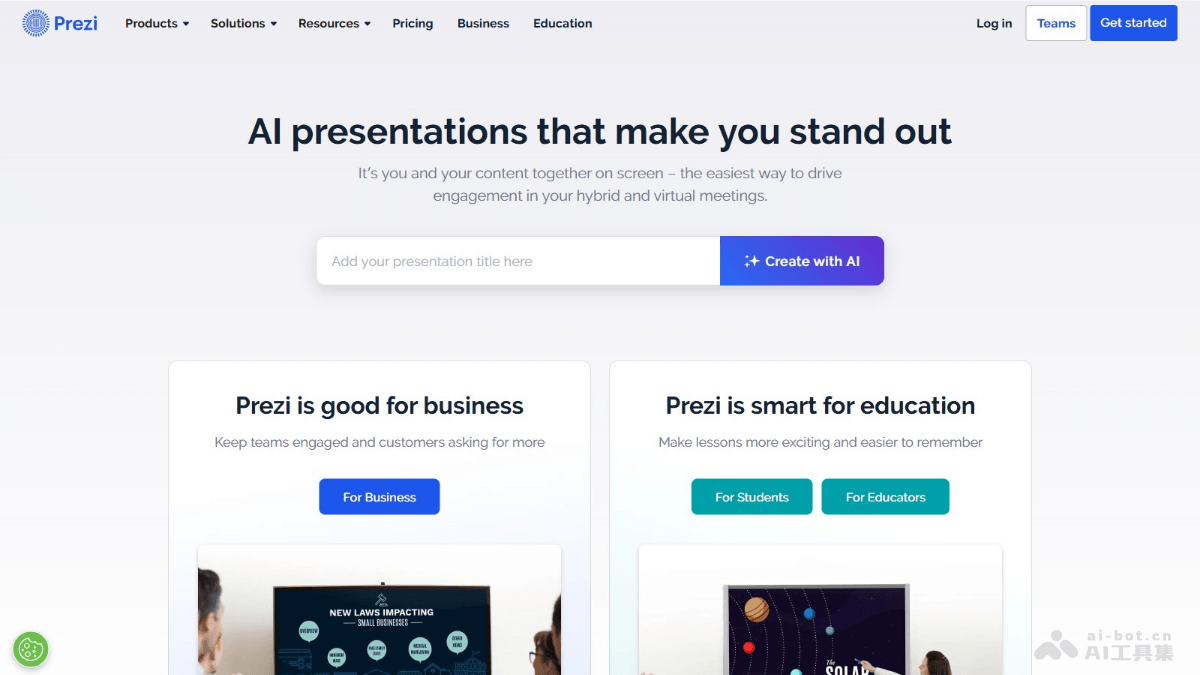 Prezi
Products
Solutions
Resources
Pricing
Business
Education
Log in
Teams
Get started
AI presentations that make you stand out
It's you and your content together on screen – the easiest way to drive
engagement in your hybrid and virtual meetings.
Add your presentation title here
Create with AI
Prezi is good for business
Keep teams engaged and customers asking for more
For Business
NEW LAWS IMPACTING
SMALL BUSINESSES
OVERVIEW
Prezi is smart for education
Make lessons more exciting and easier to remember
For Students
For Educators
The
SOLAR
ai-bot.cn
AI工具集